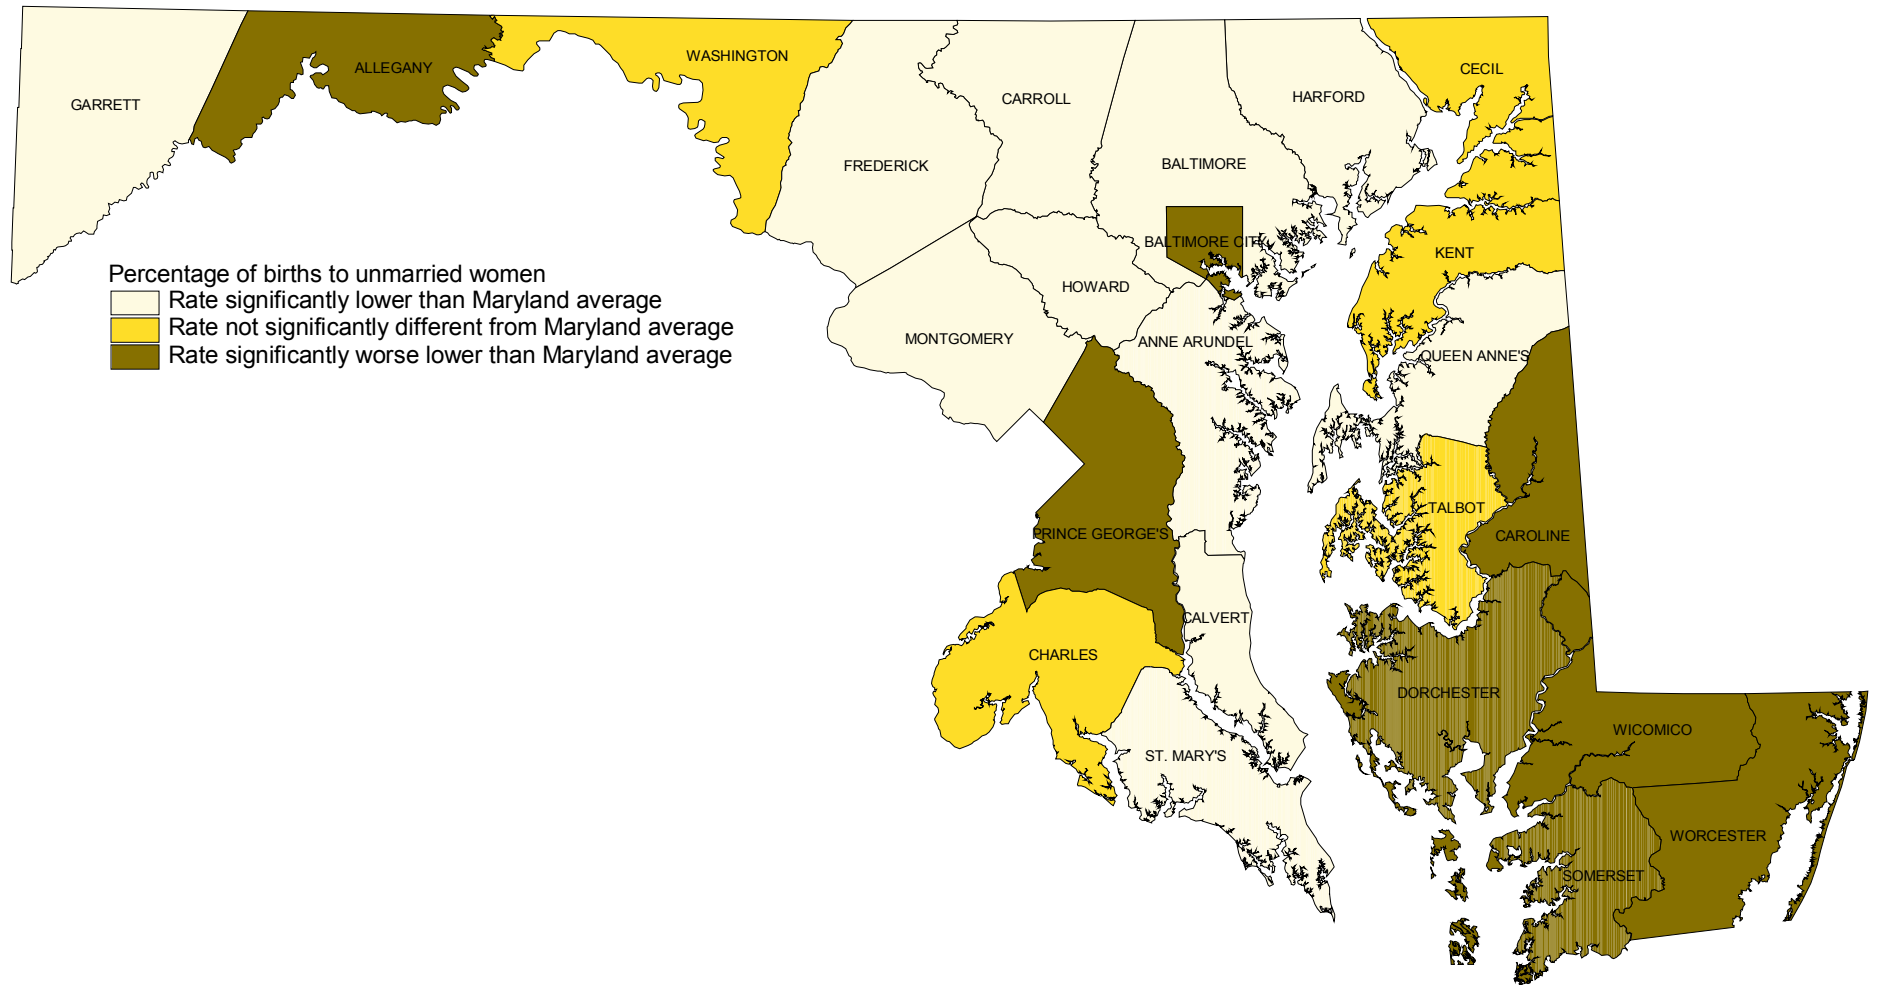 ALLEGANY
WASHINGTON
GARRETT
CARROLL
HARFORD
CECIL
FREDERICK
BALTIMORE
BALTIMORE CITY
KENT
HOWARD
MONTGOMERY
ANNE ARUNDEL
QUEEN ANNE'S
Percentage of births to unmarried women
Rate significantly lower than Maryland average
Rate not significantly different from Maryland average
Rate significantly worse lower than Maryland average
TALBOT
PRINCE GEORGE'S
CAROLINE
CALVERT
CHARLES
DORCHESTER
WICOMICO
ST. MARY'S
WORCESTER
SOMERSET